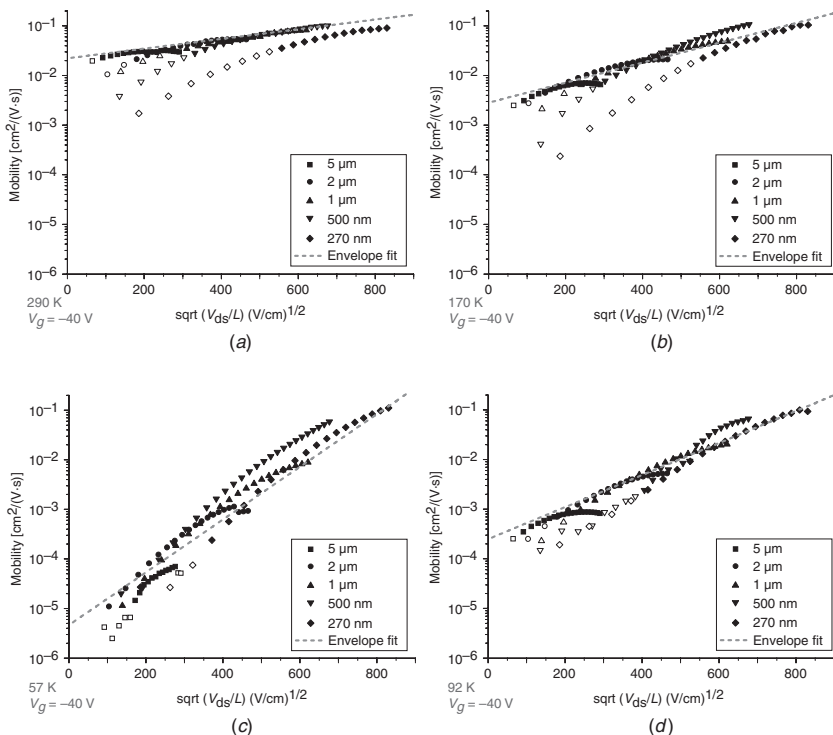 Mobility [cm²/(V·s)]
10⁻¹
10⁻²
10⁻³
10⁻⁴
10⁻⁵
10⁻⁶
5 µm
2 µm
1 µm
500 nm
270 nm
Envelope fit
0 200 400 600 800
290 K
V_g = −40 V
sqrt (V_ds/L) (V/cm)^1/2
(a)
Mobility [cm²/(V·s)]
10⁻¹
10⁻²
10⁻³
10⁻⁴
10⁻⁵
10⁻⁶
5 µm
2 µm
1 µm
500 nm
270 nm
Envelope fit
0 200 400 600 800
170 K
V_g = −40 V
sqrt (V_ds/L) (V/cm)^1/2
(b)
Mobility [cm²/(V·s)]
10⁻¹
10⁻²
10⁻³
10⁻⁴
10⁻⁵
10⁻⁶
5 µm
2 µm
1 µm
500 nm
270 nm
Envelope fit
0 200 400 600 800
57 K
V_g = −40 V
sqrt (V_ds/L) (V/cm)^1/2
(c)
Mobility [cm²/(V·s)]
10⁻¹
10⁻²
10⁻³
10⁻⁴
10⁻⁵
10⁻⁶
5 µm
2 µm
1 µm
500 nm
270 nm
Envelope fit
0 200 400 600 800
92 K
V_g = −40 V
sqrt (V_ds/L) (V/cm)^1/2
(d)